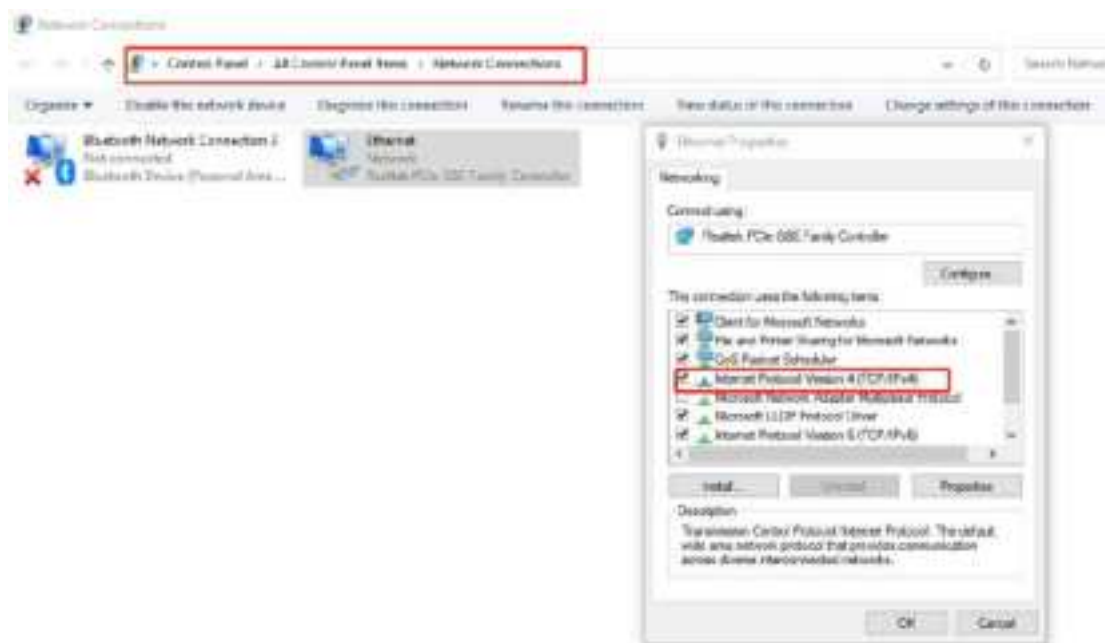 Network Connections
Control Panel > All Control Panel Items > Network Connections
Search Networ
Organize Disable this network device Diagnose this connection Rename this connection View status of this connection Change settings of this connection
Bluetooth Network Connection 2
Not connected
Bluetooth Device (Personal Area ...
Ethernet
Network
Realtek PCIe GBE Family Controller
Ethernet Properties
Networking
Connect using:
Realtek PCIe GBE Family Controller
Configure...
This connection uses the following items:
Client for Microsoft Networks
File and Printer Sharing for Microsoft Networks
QoS Packet Scheduler
Internet Protocol Version 4 (TCP/IPv4)
Microsoft Network Adapter Multiplexor Protocol
Microsoft LLDP Protocol Driver
Internet Protocol Version 6 (TCP/IPv6)
Install... Uninstall Properties
Description
Transmission Control Protocol/Internet Protocol. The default
wide area network protocol that provides communication
across diverse interconnected networks.
OK Cancel